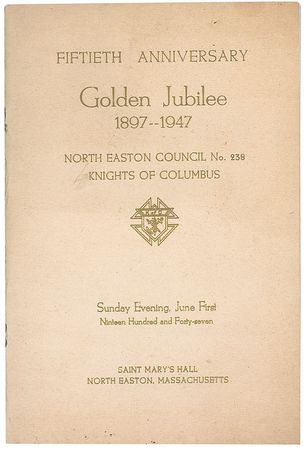 FIFTIETH ANNIVERSARY
Golden Jubilee
1897--1947
NORTH EASTON COUNCIL No. 238
KNIGHTS OF COLUMBUS
K of C
Sunday Evening, June First
Nineteen Hundred and Forty-seven
SAINT MARY'S HALL
NORTH EASTON, MASSACHUSETTS